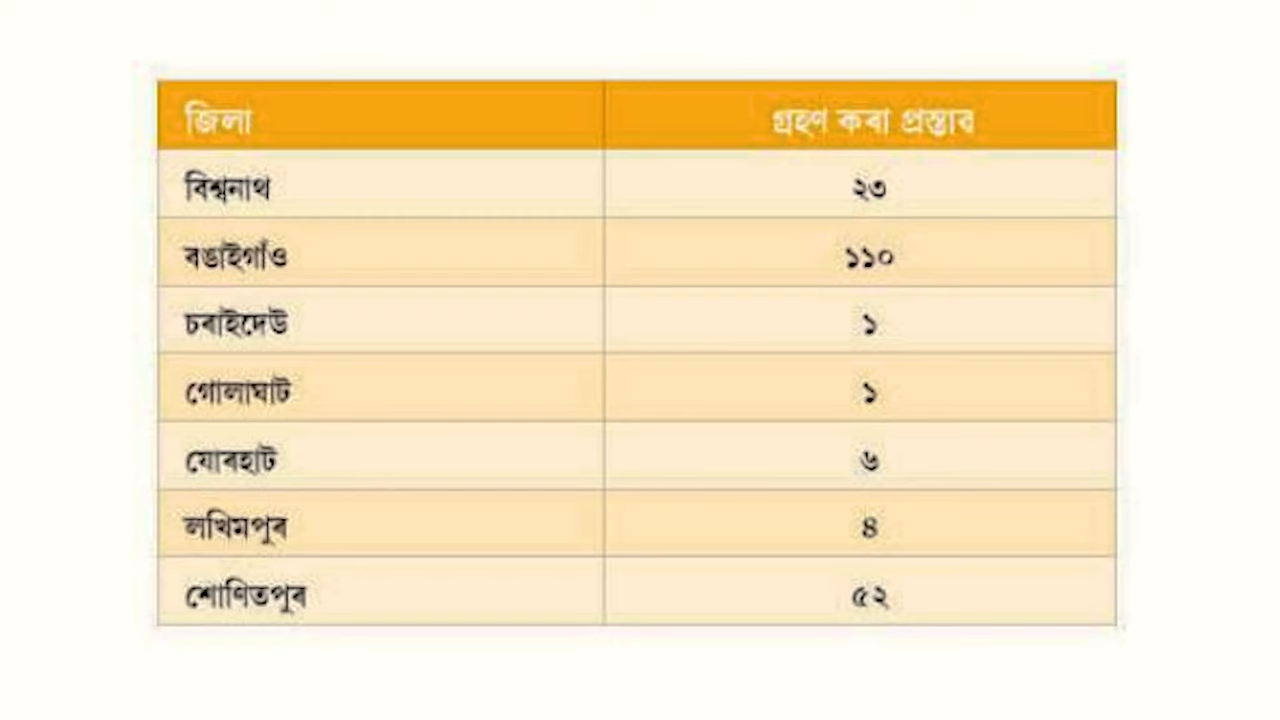 জিলা গ্ৰহণ কৰা প্ৰস্তাৱ
বিশ্বনাথ ২৩
বঙাইগাঁও ১১০
চৰাইদেউ ১
গোলাঘাট ১
যোৰহাট ৬
লখিমপুৰ ৪
শোণিতপুৰ ৫২